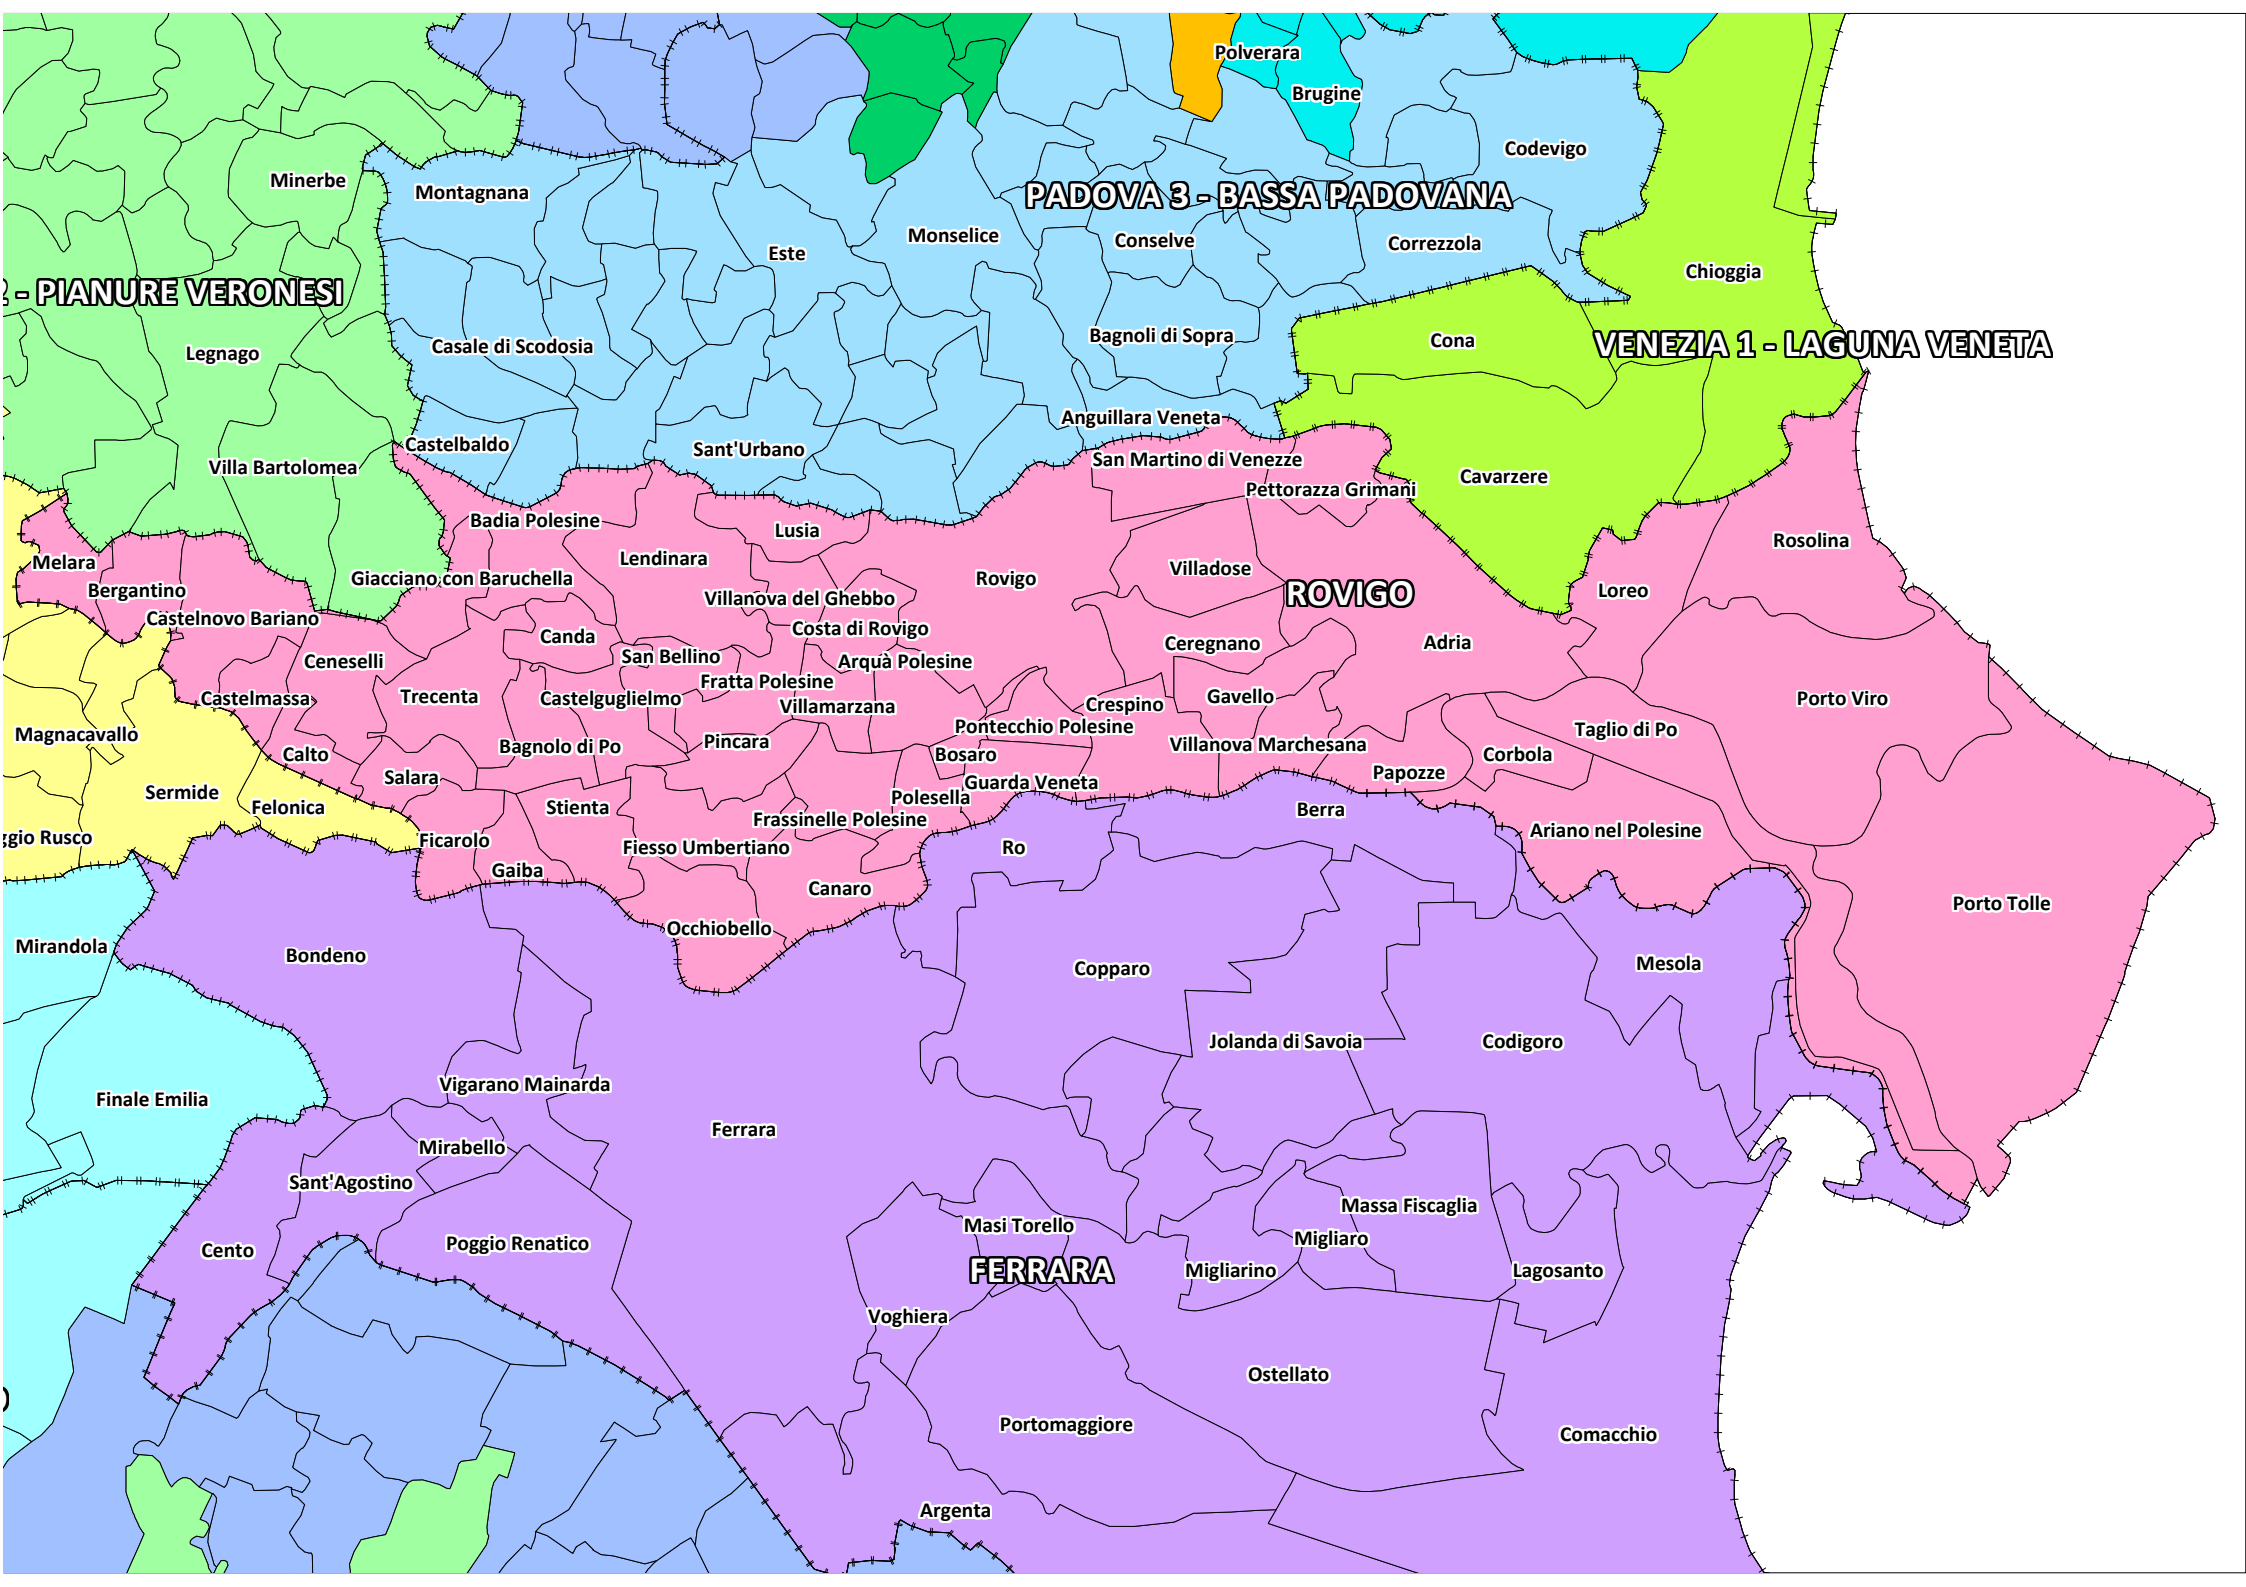 Polverara
Brugine
Codevigo
Minerbe
Montagnana
PADOVA 3 - BASSA PADOVANA
Monselice
Conselve
Correzzola
Este
Chioggia
- PIANURE VERONESI
Bagnoli di Sopra
Cona
VENEZIA 1 - LAGUNA VENETA
Legnago
Casale di Scodosia
Anguillara Veneta
Castelbaldo
Sant'Urbano
San Martino di Venezze
Villa Bartolomea
Cavarzere
Pettorazza Grimani
Badia Polesine
Lusia
Rosolina
Melara
Lendinara
Villadose
Giacciano con Baruchella
Rovigo
Bergantino
Loreo
ROVIGO
Villanova del Ghebbo
Castelnovo Bariano
Costa di Rovigo
Canda
Ceregnano
Adria
San Bellino
Ceneselli
Arquà Polesine
Fratta Polesine
Castelmassa
Trecenta
Castelguglielmo
Gavello
Porto Viro
Villamarzana
Crespino
Pontecchio Polesine
Taglio di Po
Magnacavallo
Pincara
Bagnolo di Po
Villanova Marchesana
Calto
Bosaro
Corbola
Salara
Papozze
Guarda Veneta
Sermide
Polesella
Felonica
Stienta
Berra
Frassinelle Polesine
Ariano nel Polesine
ggio Rusco
Ficarolo
Fiesso Umbertiano
Ro
Gaiba
Canaro
Porto Tolle
Occhiobello
Mirandola
Bondeno
Mesola
Copparo
Jolanda di Savoia
Codigoro
Vigarano Mainarda
Finale Emilia
Ferrara
Mirabello
Sant'Agostino
Massa Fiscaglia
Masi Torello
Migliaro
Poggio Renatico
Cento
FERRARA
Migliarino
Lagosanto
Voghiera
Ostellato
Portomaggiore
Comacchio
Argenta